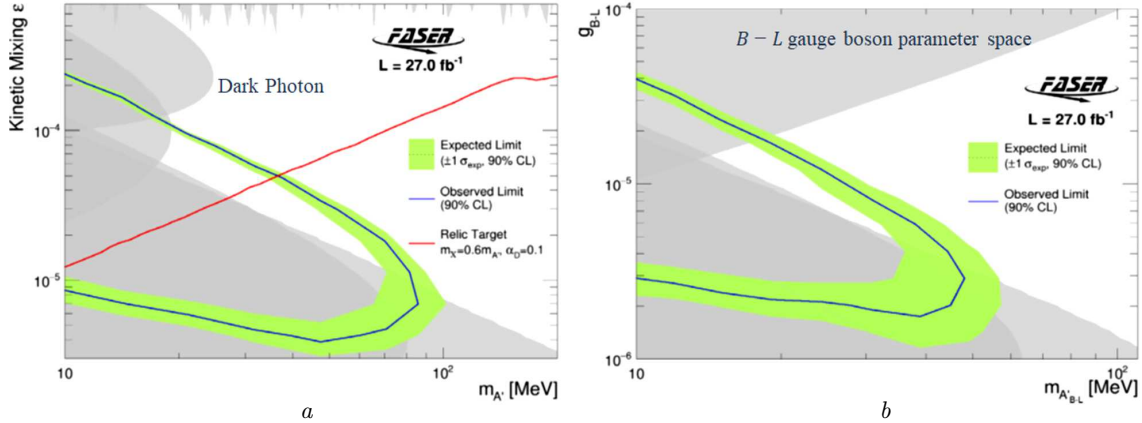 Kinetic Mixing ε
10⁻⁴
10⁻⁵
FASER
L = 27.0 fb⁻¹
Dark Photon
Expected Limit
(±1 σexp, 90% CL)
Observed Limit
(90% CL)
Relic Target
mχ=0.6mA', αD=0.1
10
10²
mA' [MeV]
a
gB-L
10⁻⁴
10⁻⁵
10⁻⁶
B − L gauge boson parameter space
FASER
L = 27.0 fb⁻¹
Expected Limit
(±1 σexp, 90% CL)
Observed Limit
(90% CL)
10
10²
mA'B-L [MeV]
b